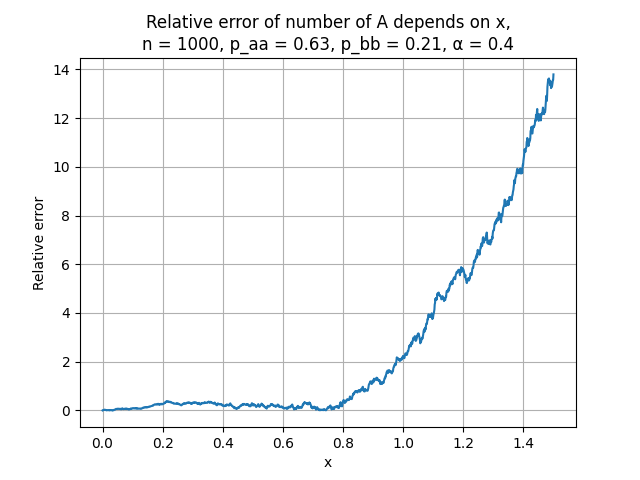 Relative error of number of A depends on x,
n = 1000, p_aa = 0.63, p_bb = 0.21, α = 0.4
14
12
10
8
6
4
2
0
Relative error
0.0 0.2 0.4 0.6 0.8 1.0 1.2 1.4
x